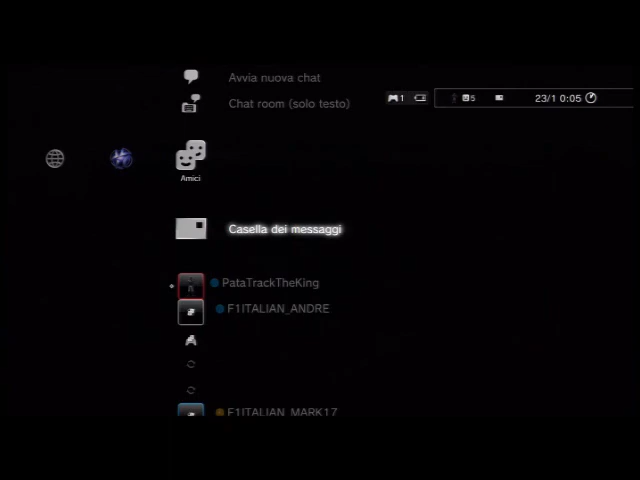 Avvia nuova chat
Chat room (solo testo)
1
5
23/1 0:05
Amici
Casella dei messaggi
PataTrackTheKing
F1ITALIAN_ANDRE
F1ITALIAN_MARK17